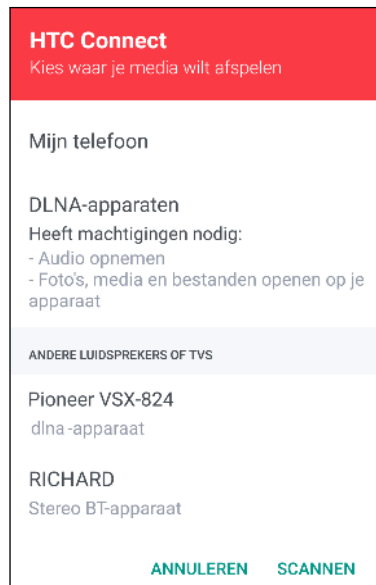 HTC Connect
Kies waar je media wilt afspelen
Mijn telefoon
DLNA-apparaten
Heeft machtigingen nodig:
- Audio opnemen
- Foto's, media en bestanden openen op je
apparaat
ANDERE LUIDSPREKERS OF TVS
Pioneer VSX-824
dlna-apparaat
RICHARD
Stereo BT-apparaat
ANNULEREN SCANNEN